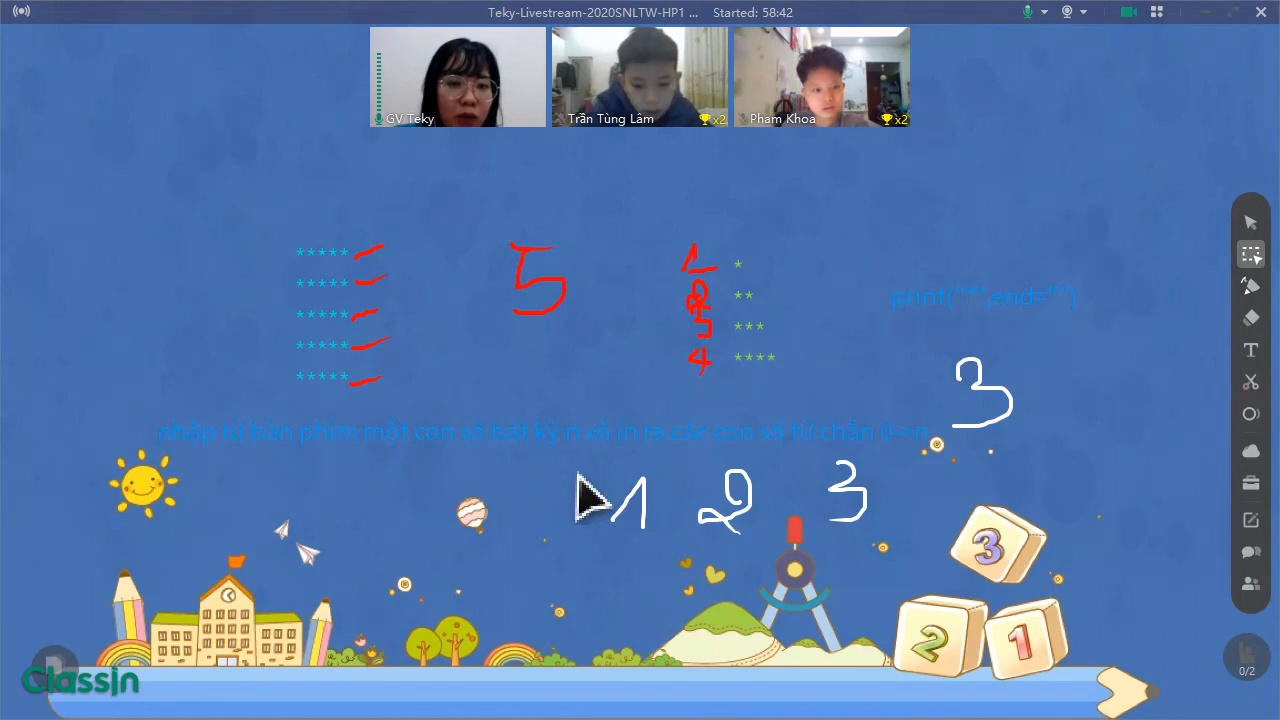 Teky-Livestream-2020SNLTW-HP1 ... Started: 58:42
GV Teky
Trần Tùng Lâm
x2
Pham Khoa
x2
*****
*****
*****
*****
*****
5
1 *
2 **
3 ***
4 ****
print("*",end="")
3
nhập từ bàn phím một con số bất kỳ n và in ra các con số từ chẵn 0->n
1 2 3
3
2
1
ClassIn
0/2